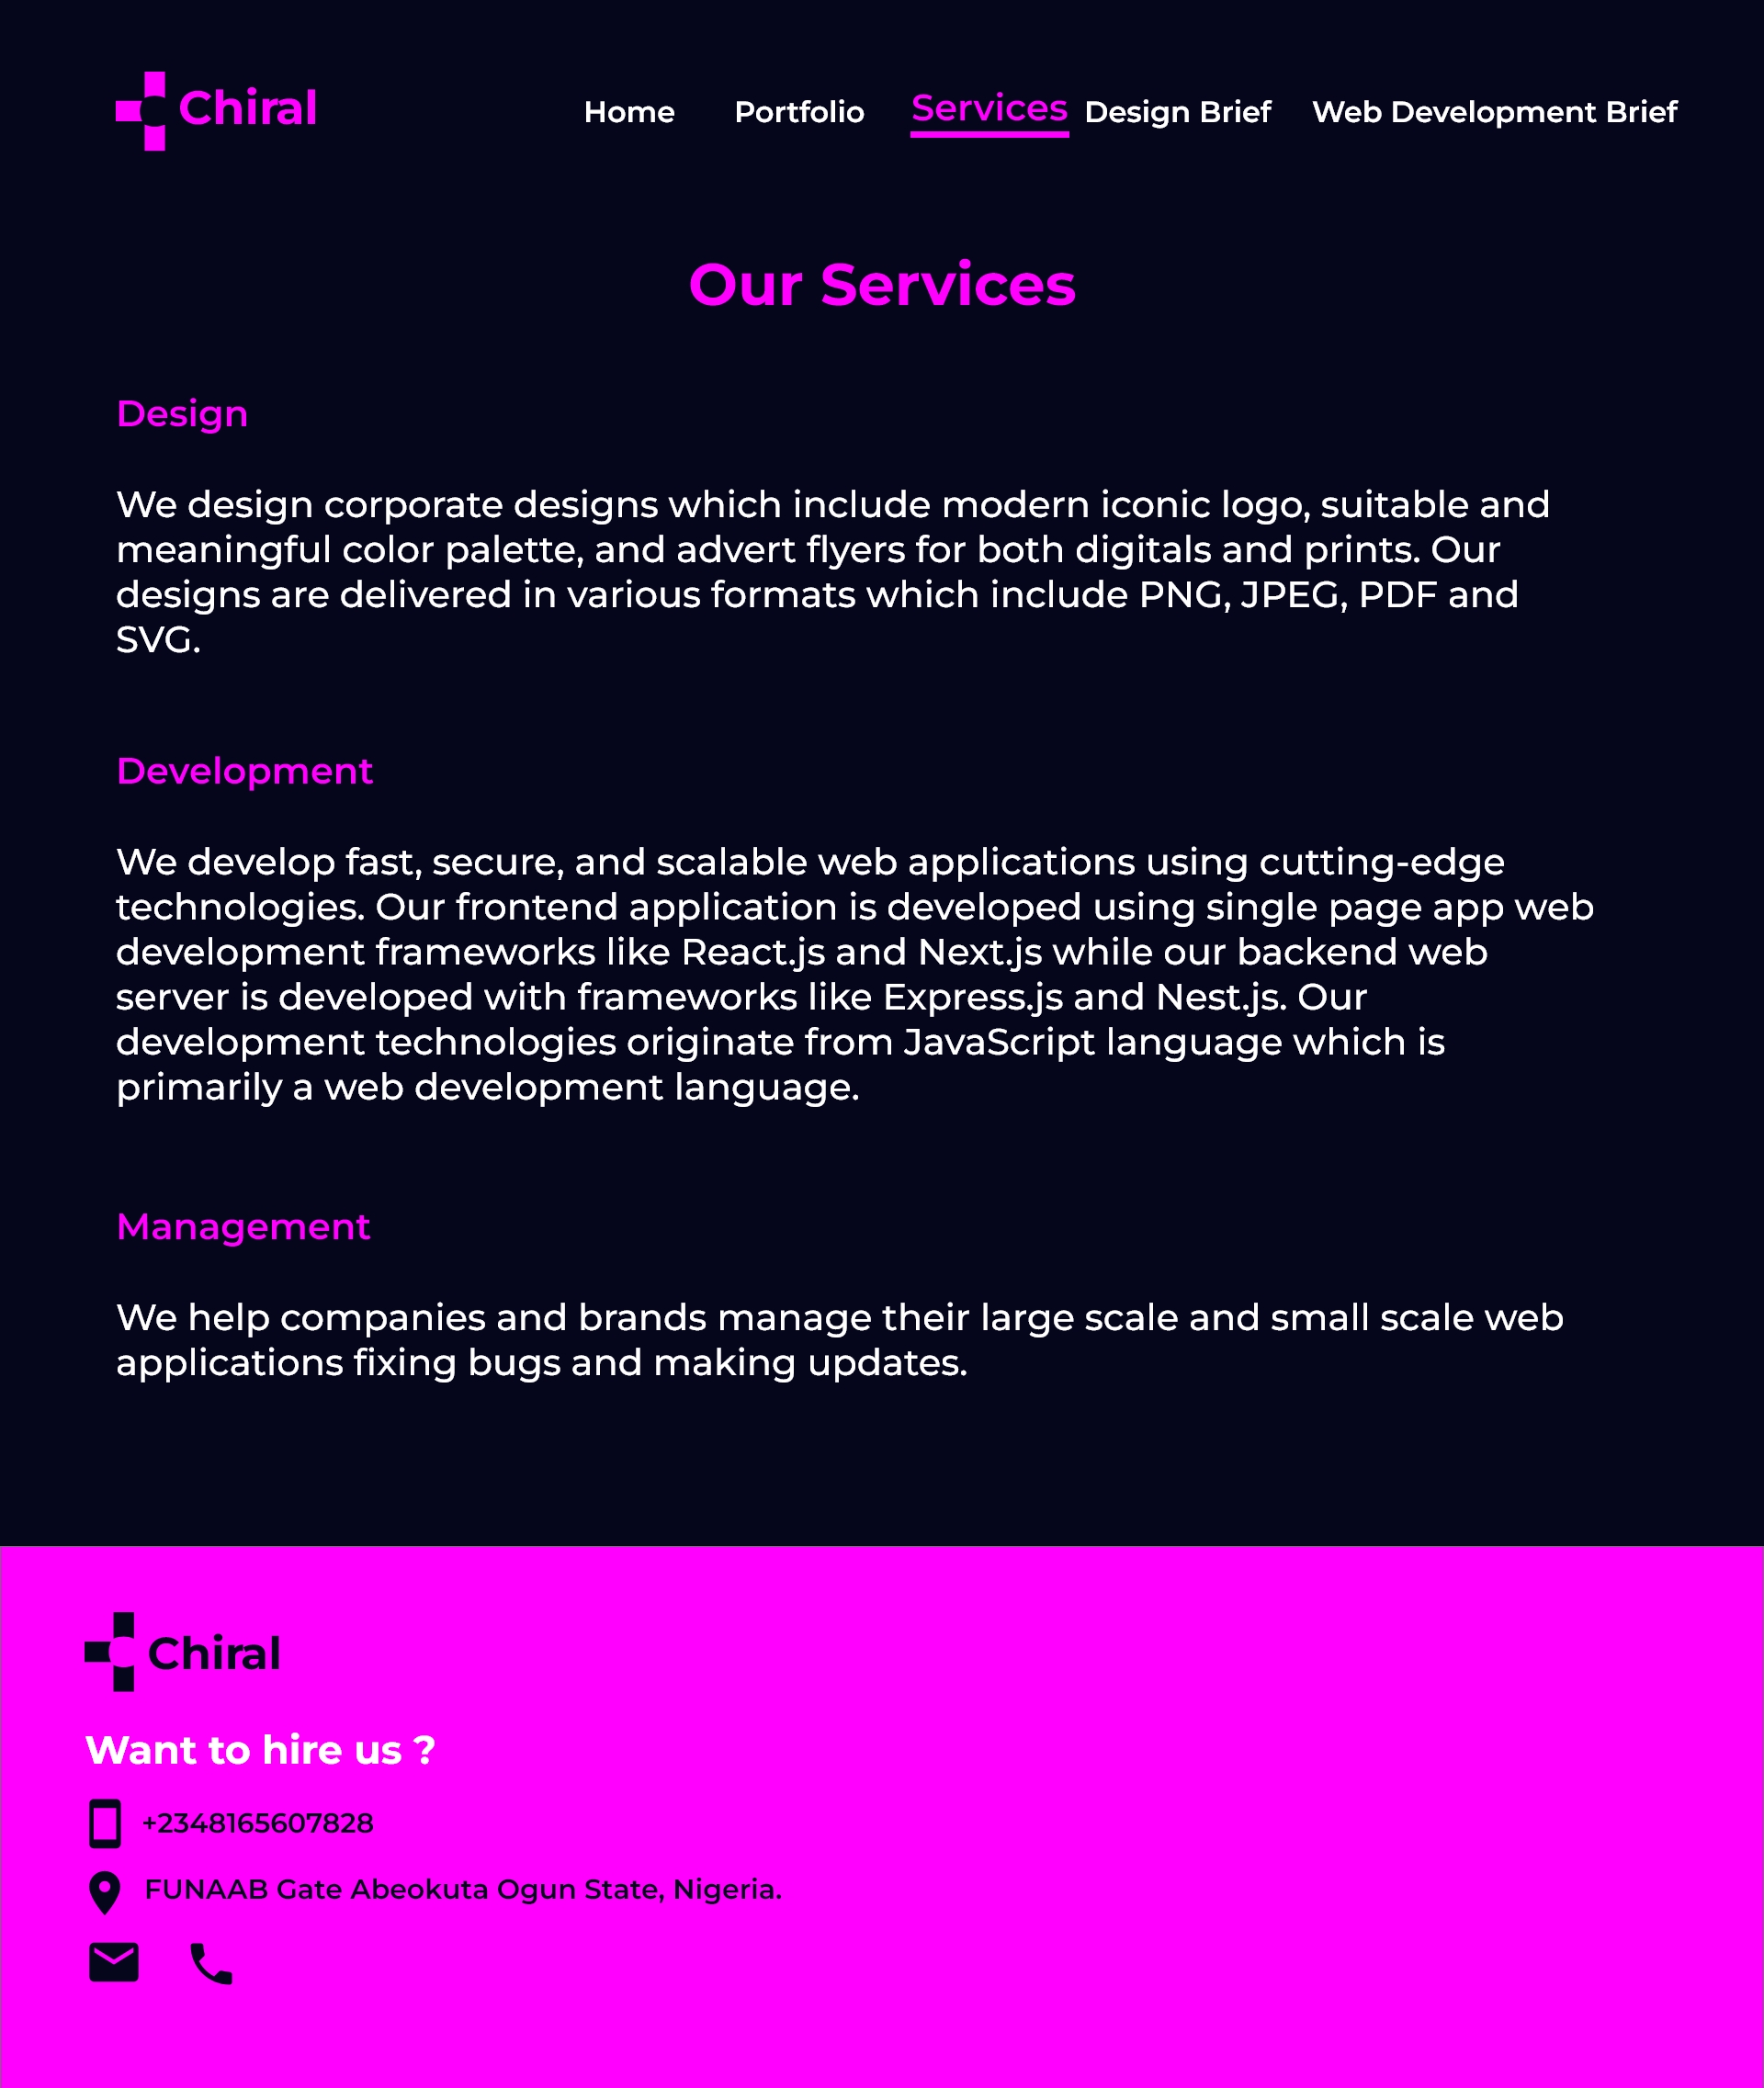 Chiral
Home Portfolio Services Design Brief Web Development Brief
Our Services
Design
We design corporate designs which include modern iconic logo, suitable and
meaningful color palette, and advert flyers for both digitals and prints. Our
designs are delivered in various formats which include PNG, JPEG, PDF and
SVG.
Development
We develop fast, secure, and scalable web applications using cutting-edge
technologies. Our frontend application is developed using single page app web
development frameworks like React.js and Next.js while our backend web
server is developed with frameworks like Express.js and Nest.js. Our
development technologies originate from JavaScript language which is
primarily a web development language.
Management
We help companies and brands manage their large scale and small scale web
applications fixing bugs and making updates.
Chiral
Want to hire us ?
+2348165607828
FUNAAB Gate Abeokuta Ogun State, Nigeria.